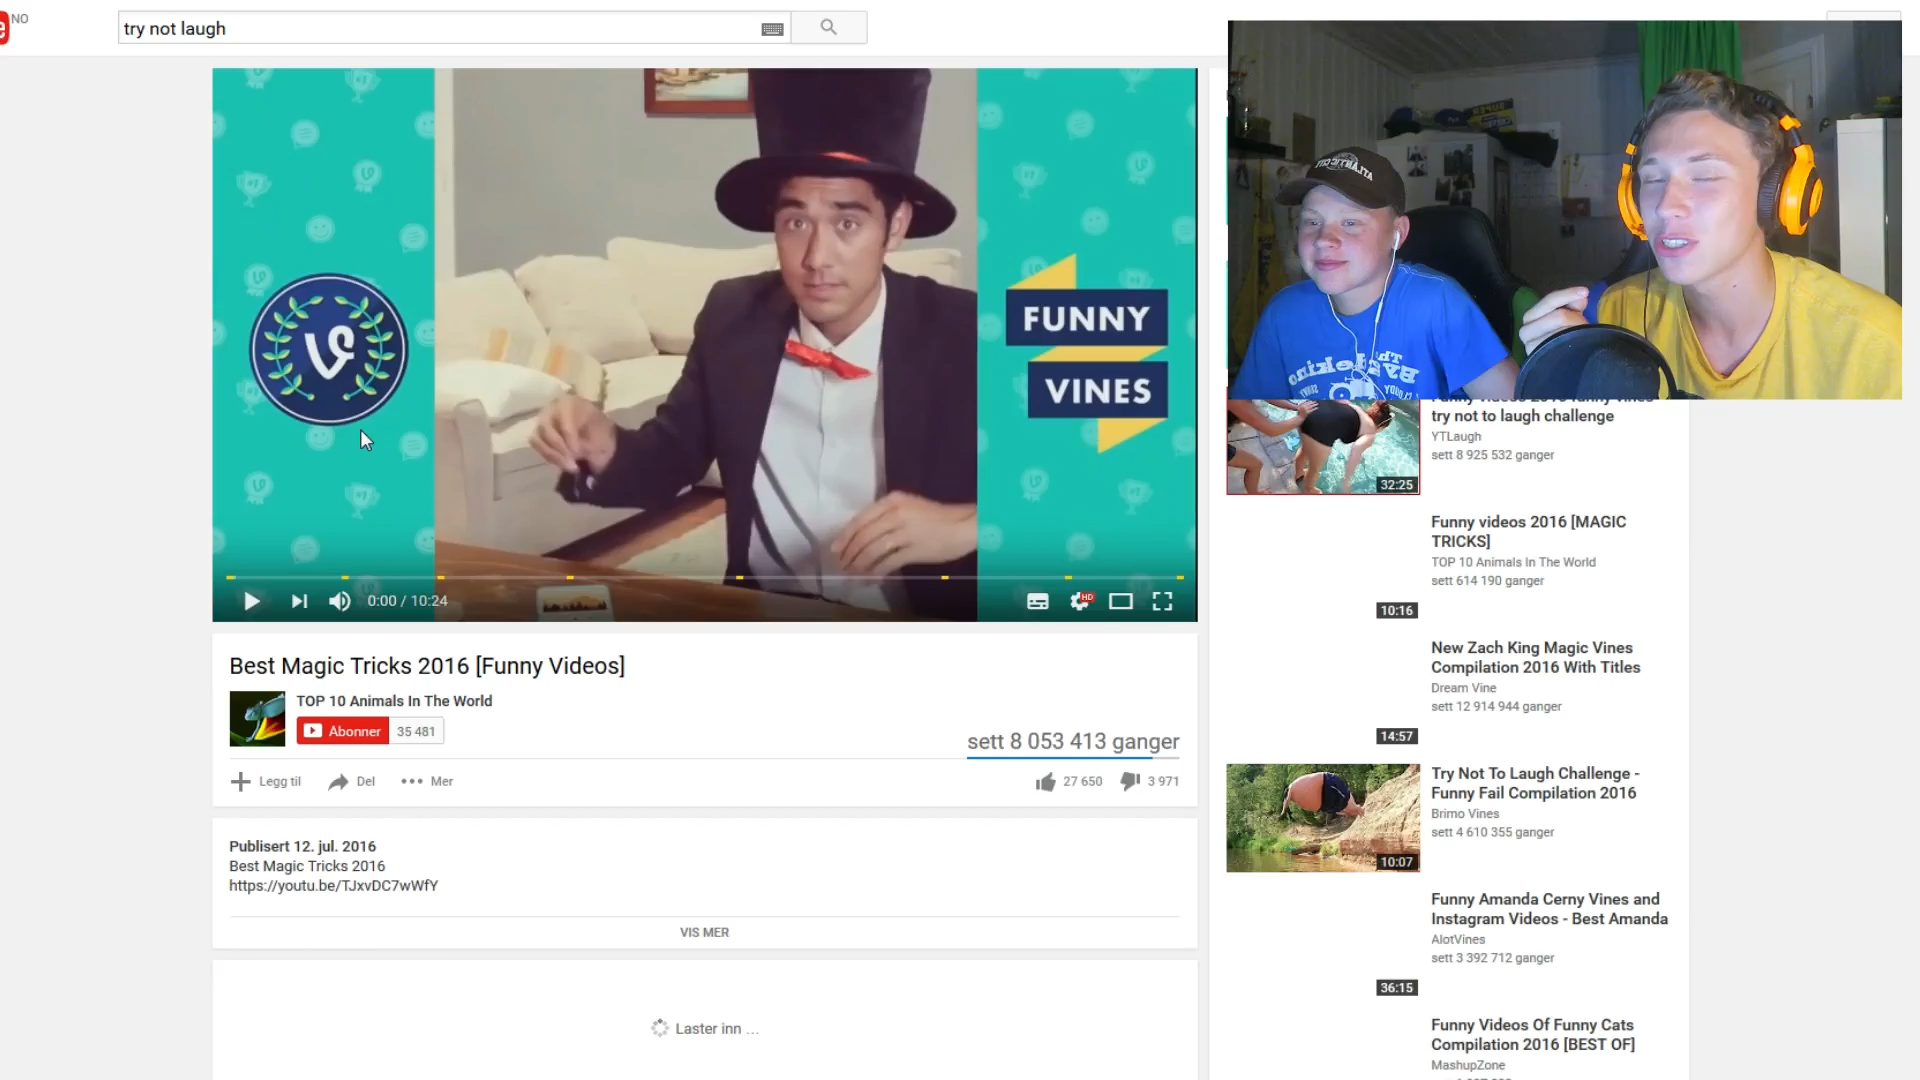 NO
try not laugh
FUNNY
VINES
0:00 / 10:24
HD
Best Magic Tricks 2016 [Funny Videos]
TOP 10 Animals In The World
Abonner
35 481
sett 8 053 413 ganger
Legg til
Del
Mer
27 650
3 971
Publisert 12. jul. 2016
Best Magic Tricks 2016
https://youtu.be/TJxvDC7wWfY
VIS MER
Laster inn ...
ATLANTIC CITY
The
try not to laugh challenge
YTLaugh
sett 8 925 532 ganger
32:25
Funny videos 2016 [MAGIC
TRICKS]
TOP 10 Animals In The World
sett 614 190 ganger
10:16
New Zach King Magic Vines
Compilation 2016 With Titles
Dream Vine
sett 12 914 944 ganger
14:57
Try Not To Laugh Challenge -
Funny Fail Compilation 2016
Brimo Vines
sett 4 610 355 ganger
10:07
Funny Amanda Cerny Vines and
Instagram Videos - Best Amanda
AlotVines
sett 3 392 712 ganger
36:15
Funny Videos Of Funny Cats
Compilation 2016 [BEST OF]
MashupZone